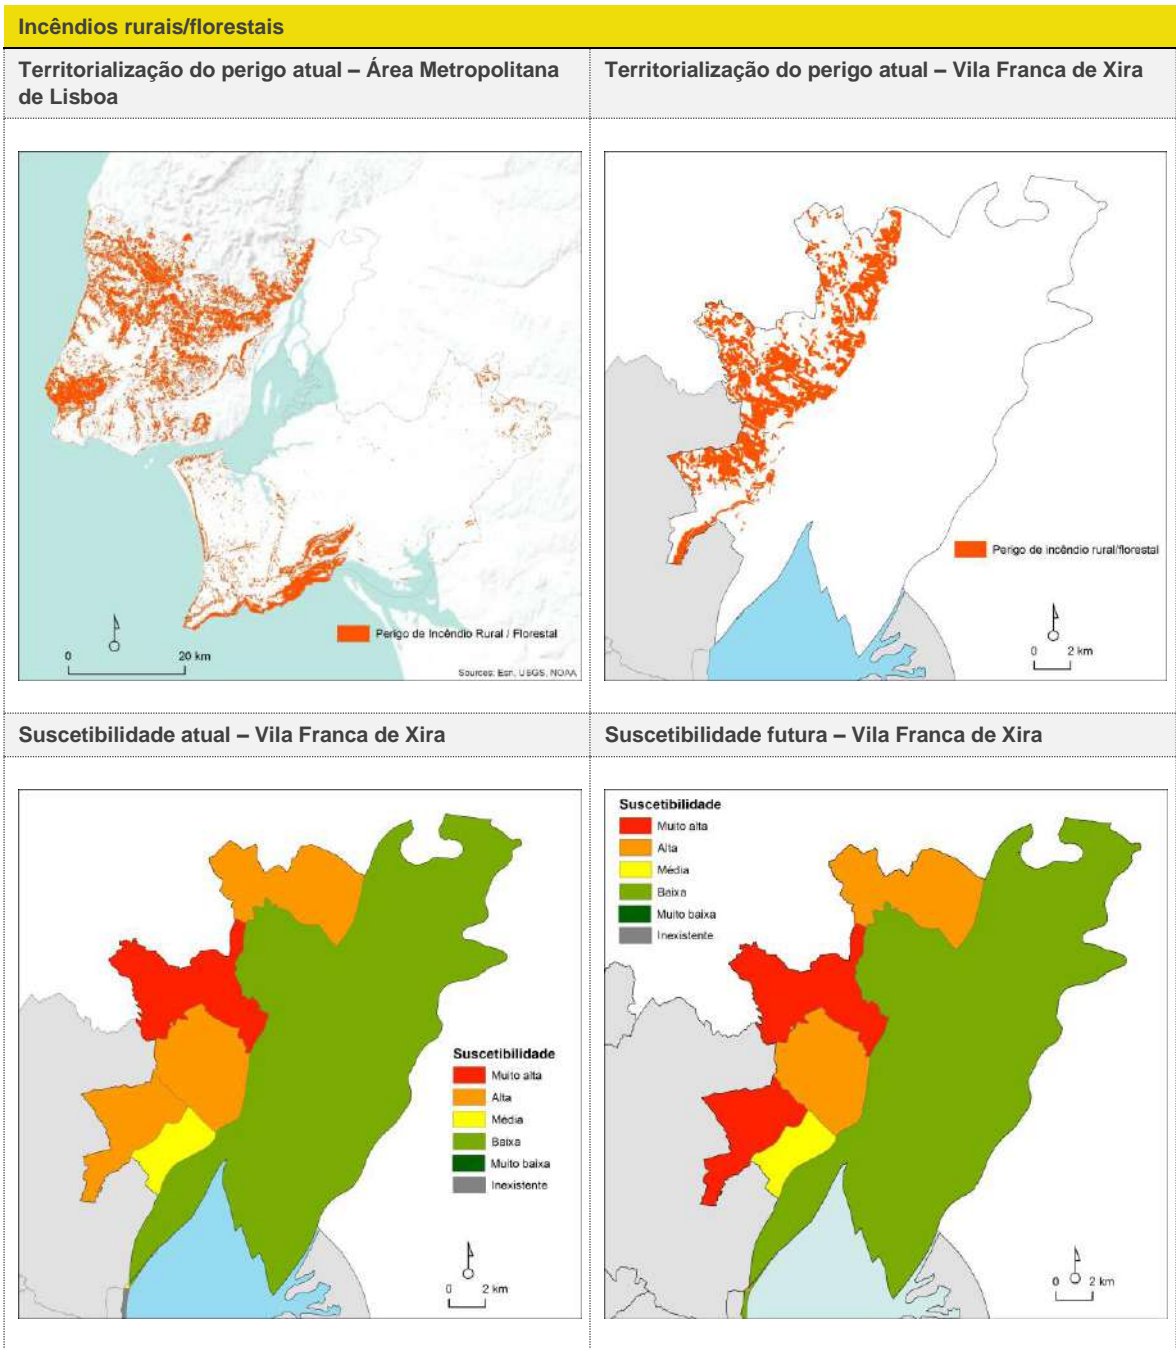 Incêndios rurais/florestais
Territorialização do perigo atual – Área Metropolitana
de Lisboa
Territorialização do perigo atual – Vila Franca de Xira
Perigo de Incêndio Rural / Florestal
0 20 km
Sources: Esri, USGS, NOAA
Perigo de incêndio rural/florestal
0 2 km
Suscetibilidade atual – Vila Franca de Xira
Suscetibilidade futura – Vila Franca de Xira
Suscetibilidade
Muito alta
Alta
Média
Baixa
Muito baixa
Inexistente
0 2 km
Suscetibilidade
Muito alta
Alta
Média
Baixa
Muito baixa
Inexistente
0 2 km